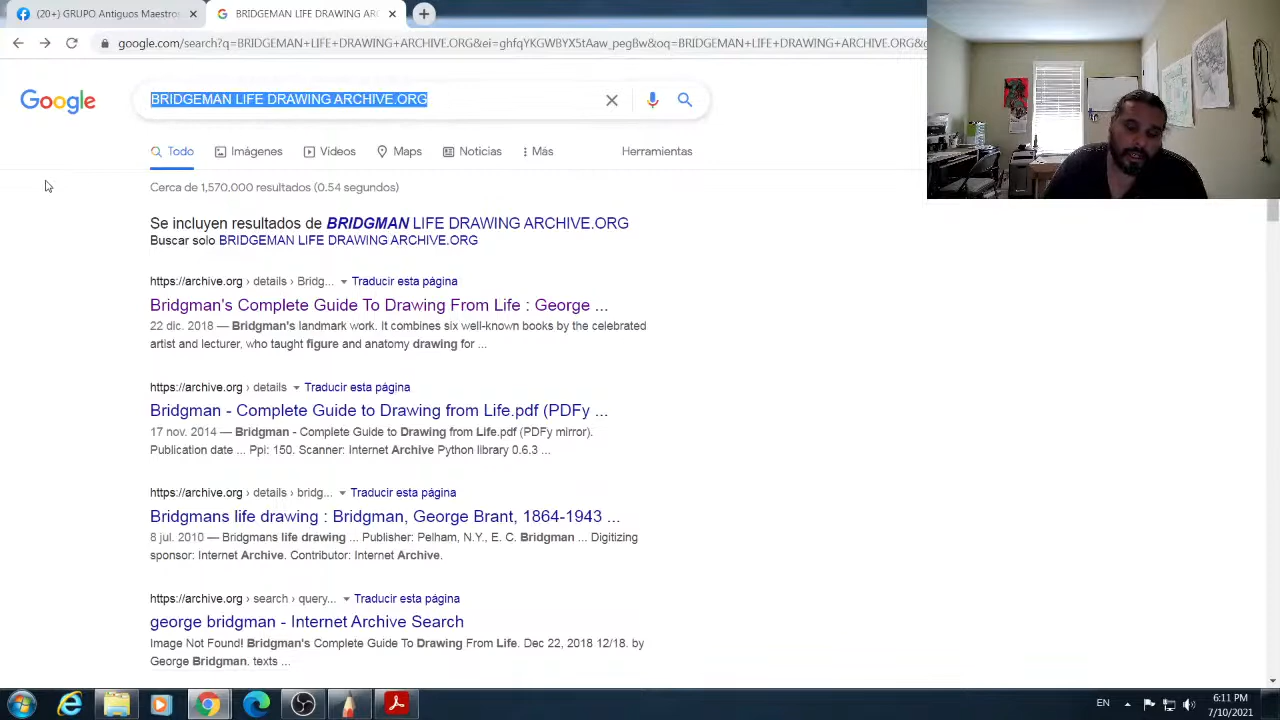 (20+) GRUPO Antiguos Maestros
BRIDGEMAN LIFE DRAWING ARC
google.com/search?q=BRIDGEMAN+LIFE+DRAWING+ARCHIVE.ORG&ei=ghfqYKGWBYX5tAaw_pegBw&oq=BRIDGEMAN+LIFE+DRAWING+ARCHIVE.ORG&
Google
BRIDGEMAN LIFE DRAWING ARCHIVE.ORG
Todo
Imágenes
Videos
Maps
Noticias
Más
Herramientas
Cerca de 1,570,000 resultados (0.54 segundos)
Se incluyen resultados de BRIDGMAN LIFE DRAWING ARCHIVE.ORG
Buscar solo BRIDGEMAN LIFE DRAWING ARCHIVE.ORG
https://archive.org › details › Bridg... Traducir esta página
Bridgman's Complete Guide To Drawing From Life : George ...
22 dic. 2018 — Bridgman's landmark work. It combines six well-known books by the celebrated
artist and lecturer, who taught figure and anatomy drawing for ...
https://archive.org › details Traducir esta página
Bridgman - Complete Guide to Drawing from Life.pdf (PDFy ...
17 nov. 2014 — Bridgman - Complete Guide to Drawing from Life.pdf (PDFy mirror).
Publication date ... Ppi: 150. Scanner: Internet Archive Python library 0.6.3 ...
https://archive.org › details › bridg... Traducir esta página
Bridgmans life drawing : Bridgman, George Brant, 1864-1943 ...
8 jul. 2010 — Bridgmans life drawing ... Publisher: Pelham, N.Y., E. C. Bridgman ... Digitizing
sponsor: Internet Archive. Contributor: Internet Archive.
https://archive.org › search › query... Traducir esta página
george bridgman - Internet Archive Search
Image Not Found! Bridgman's Complete Guide To Drawing From Life. Dec 22, 2018 12/18. by
George Bridgman. texts ...
EN
6:11 PM
7/10/2021